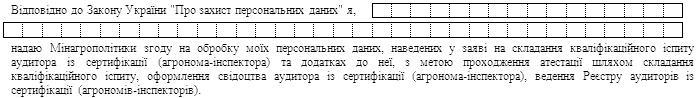 Відповідно до Закону України "Про захист персональних даних" я,
надаю Мінагрополітики згоду на обробку моїх персональних даних, наведених у заяві на складання кваліфікаційного іспиту
аудитора із сертифікації (агронома-інспектора) та додатках до неї, з метою проходження атестації шляхом складання
кваліфікаційного іспиту, оформлення свідоцтва аудитора із сертифікації (агронома-інспектора), ведення Реєстру аудиторів із
сертифікації (агрономів-інспекторів).